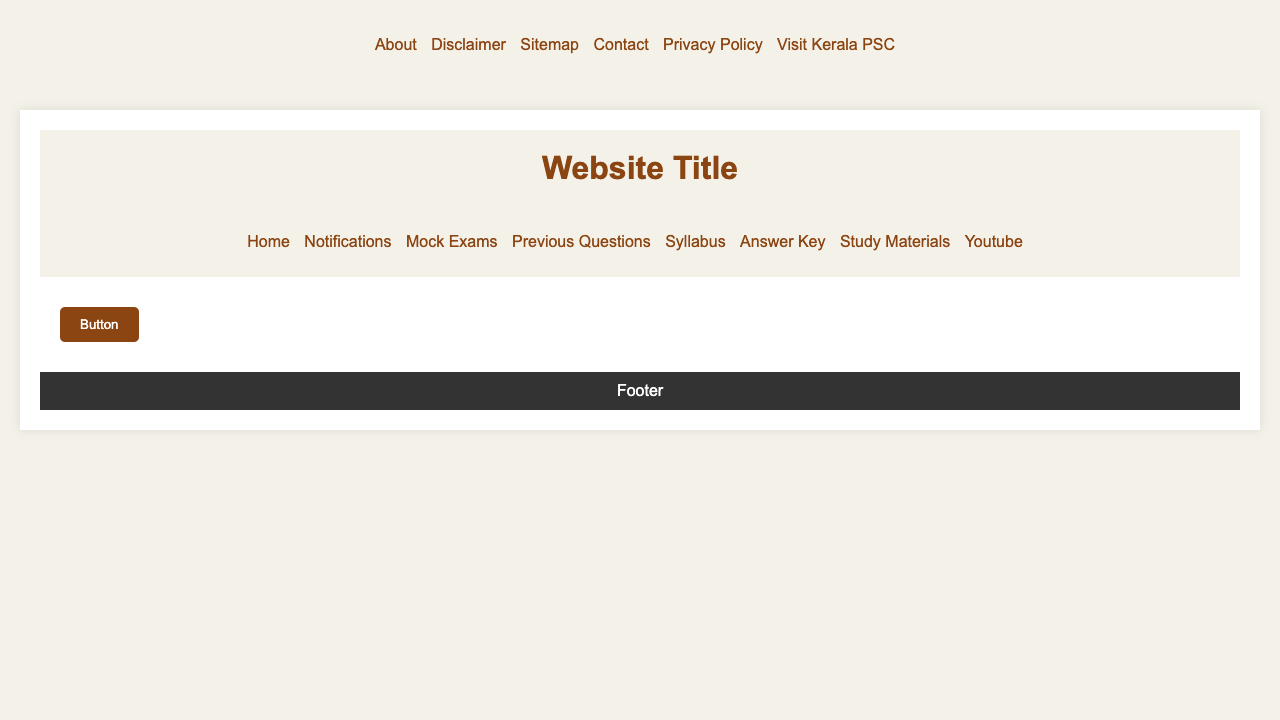 About Disclaimer Sitemap Contact Privacy Policy Visit Kerala PSC
Website Title
Home Notifications Mock Exams Previous Questions Syllabus Answer Key Study Materials Youtube
Button
Footer